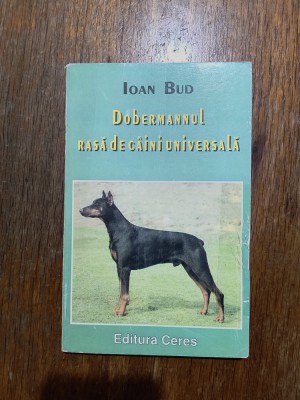 IOAN BUD
DOBERMANNUL
RASĂ DE CÂINI UNIVERSALĂ
Editura Ceres